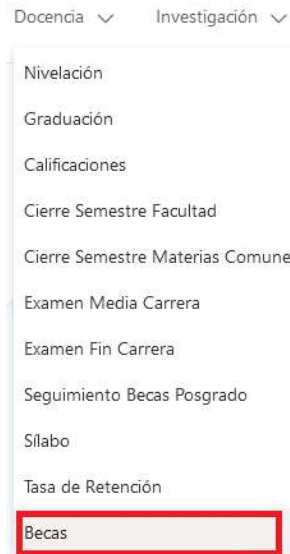 Docencia Investigación
Nivelación
Graduación
Calificaciones
Cierre Semestre Facultad
Cierre Semestre Materias Comune
Examen Media Carrera
Examen Fin Carrera
Seguimiento Becas Posgrado
Sílabo
Tasa de Retención
Becas